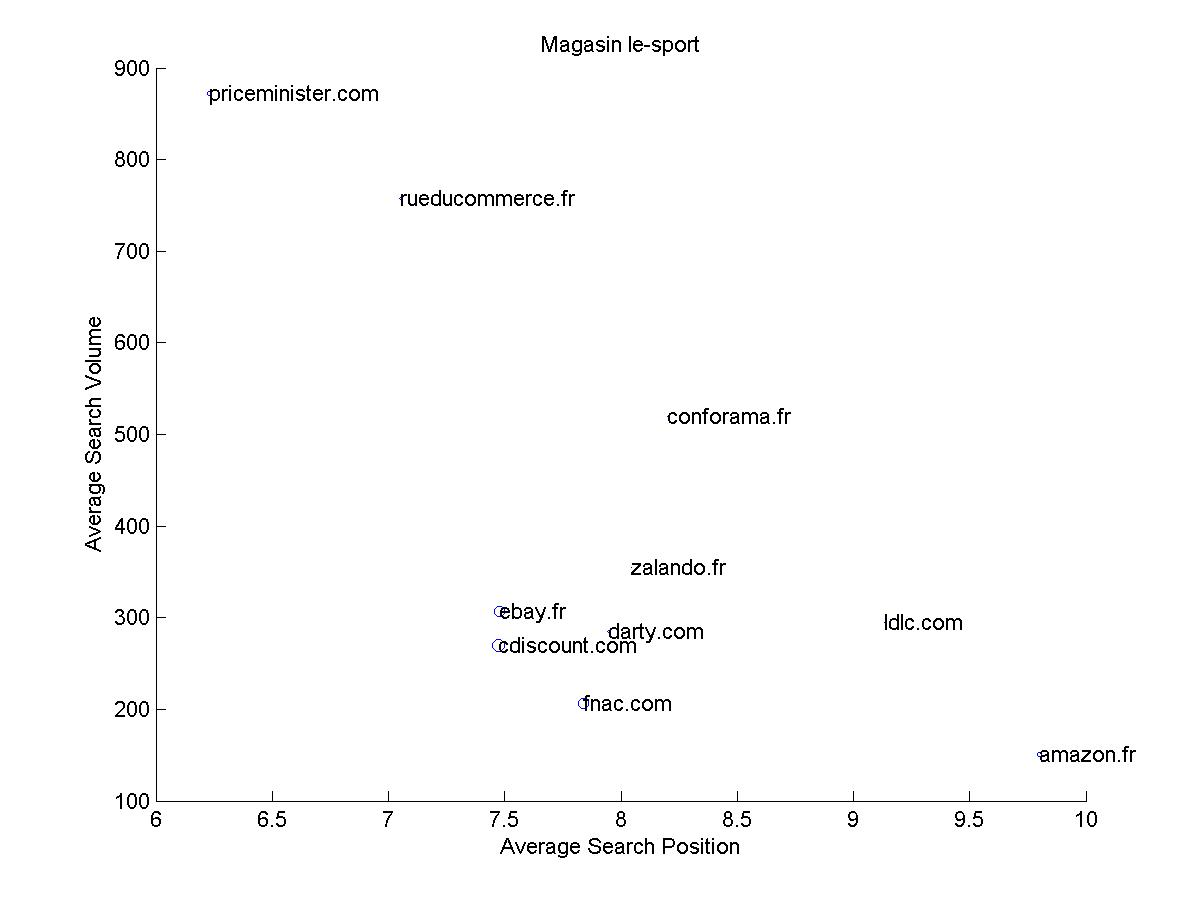 Magasin le-sport
900
priceminister.com
800
rueducommerce.fr
700
600
Average Search Volume
500
conforama.fr
400
zalando.fr
300
ebay.fr
ldlc.com
darty.com
cdiscount.com
200
fnac.com
amazon.fr
100
6 6.5 7 7.5 8 8.5 9 9.5 10
Average Search Position